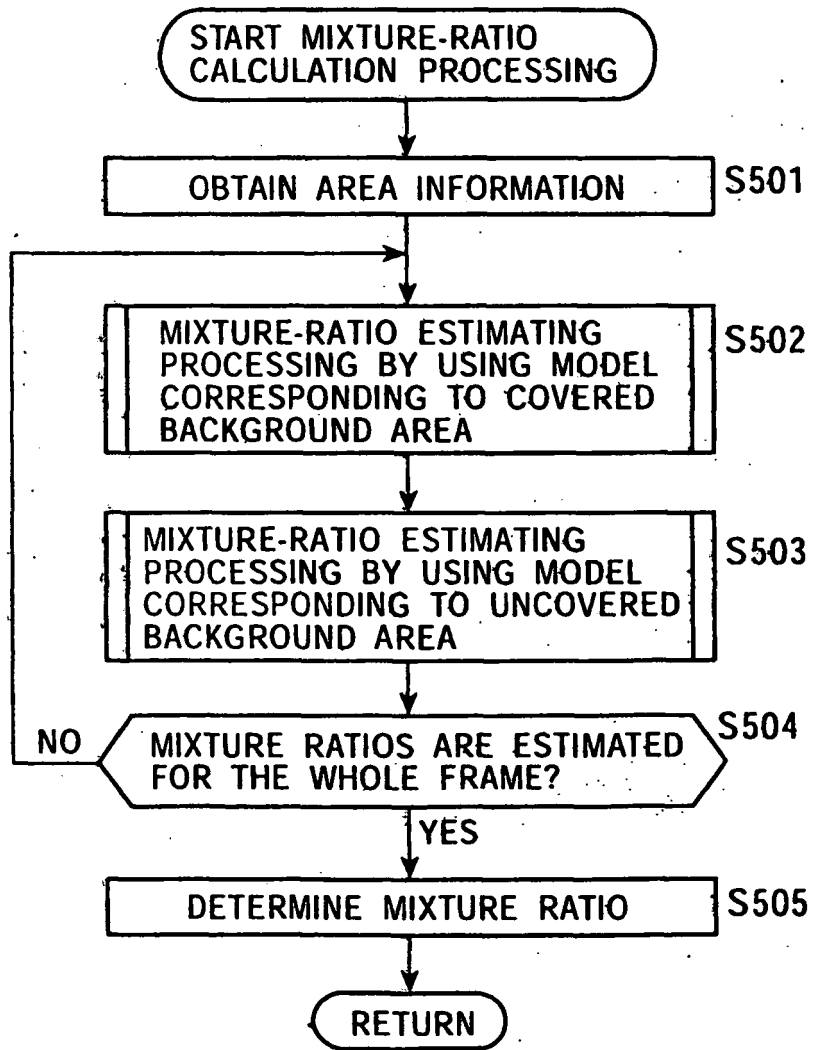 START MIXTURE-RATIO
CALCULATION PROCESSING
OBTAIN AREA INFORMATION
S501
MIXTURE-RATIO ESTIMATING
PROCESSING BY USING MODEL
CORRESPONDING TO COVERED
BACKGROUND AREA
S502
MIXTURE-RATIO ESTIMATING
PROCESSING BY USING MODEL
CORRESPONDING TO UNCOVERED
BACKGROUND AREA
S503
NO
MIXTURE RATIOS ARE ESTIMATED
FOR THE WHOLE FRAME?
S504
YES
DETERMINE MIXTURE RATIO
S505
RETURN